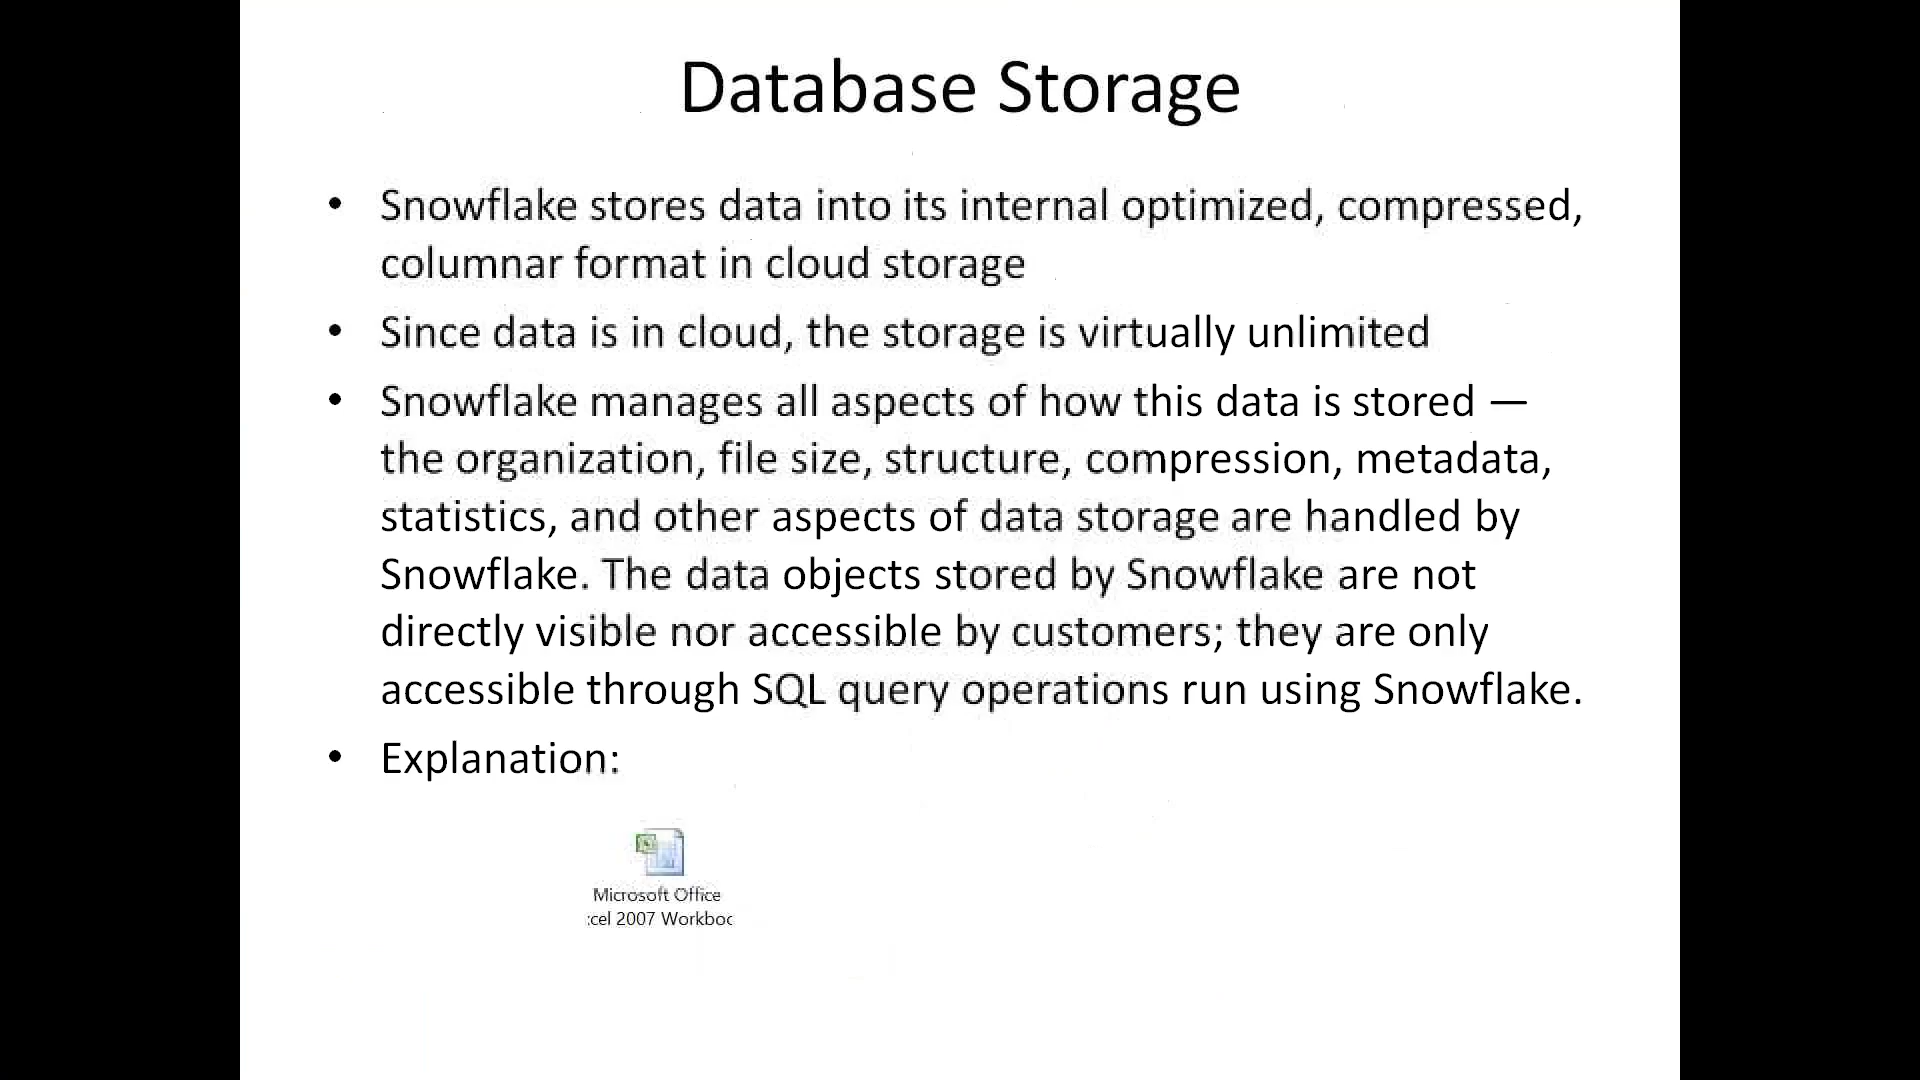 Database Storage
• Snowflake stores data into its internal optimized, compressed,
columnar format in cloud storage
• Since data is in cloud, the storage is virtually unlimited
• Snowflake manages all aspects of how this data is stored —
the organization, file size, structure, compression, metadata,
statistics, and other aspects of data storage are handled by
Snowflake. The data objects stored by Snowflake are not
directly visible nor accessible by customers; they are only
accessible through SQL query operations run using Snowflake.
• Explanation:
Microsoft Office
cel 2007 Workboc